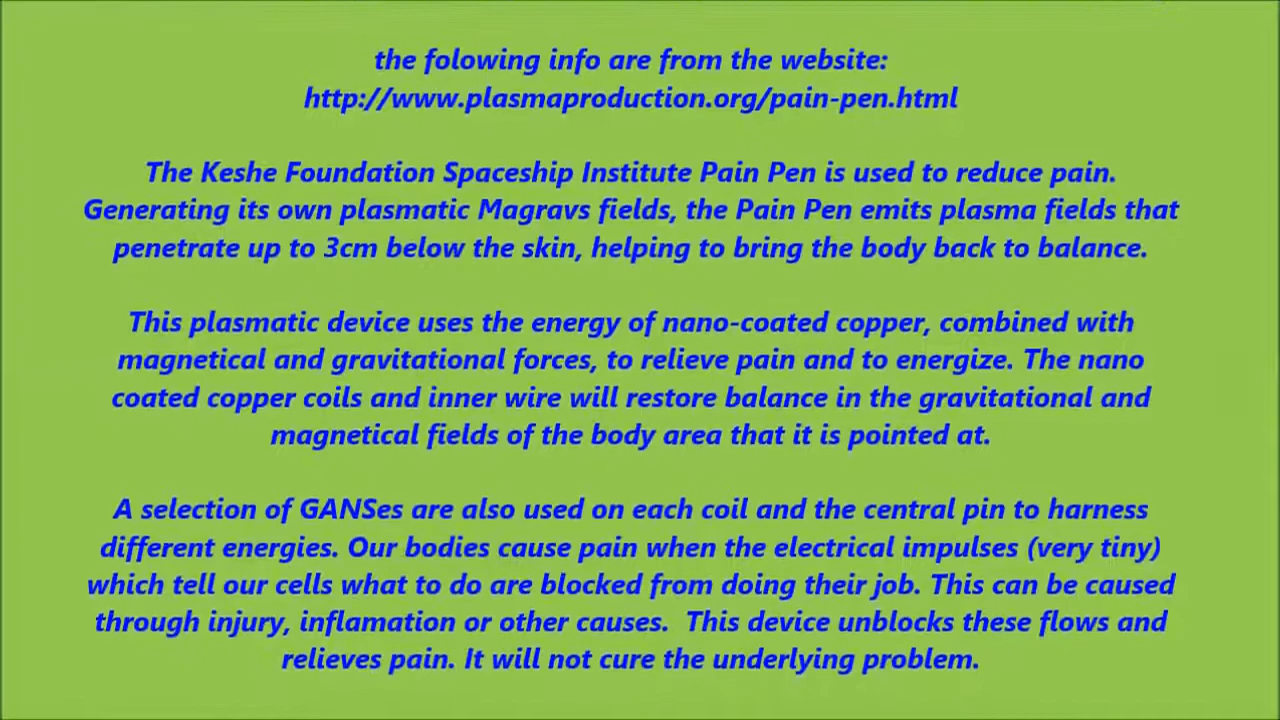 the folowing info are from the website:
http://www.plasmaproduction.org/pain-pen.html
The Keshe Foundation Spaceship Institute Pain Pen is used to reduce pain.
Generating its own plasmatic Magravs fields, the Pain Pen emits plasma fields that
penetrate up to 3cm below the skin, helping to bring the body back to balance.
This plasmatic device uses the energy of nano-coated copper, combined with
magnetical and gravitational forces, to relieve pain and to energize. The nano
coated copper coils and inner wire will restore balance in the gravitational and
magnetical fields of the body area that it is pointed at.
A selection of GANSes are also used on each coil and the central pin to harness
different energies. Our bodies cause pain when the electrical impulses (very tiny)
which tell our cells what to do are blocked from doing their job. This can be caused
through injury, inflamation or other causes.  This device unblocks these flows and
relieves pain. It will not cure the underlying problem.